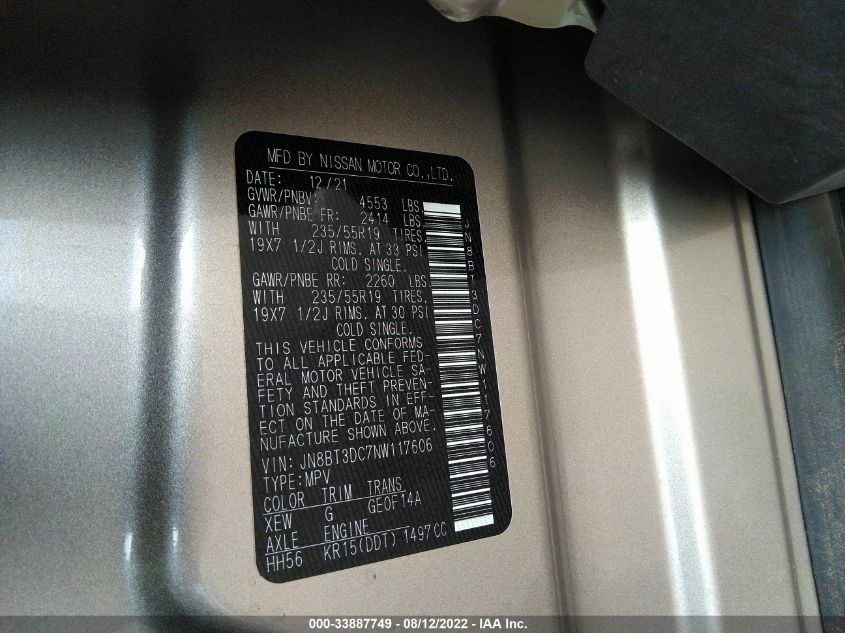 MFD BY NISSAN MOTOR CO.,LTD.
DATE: 12/21
GVWR/PNBV: 4553 LBS
GAWR/PNBE FR: 2414 LBS.
WITH 235/55R19 TIRES.
19X7 1/2J RIMS. AT 33 PSI
COLD SINGLE.
GAWR/PNBE RR: 2260 LBS.
WITH 235/55R19 TIRES.
19X7 1/2J RIMS. AT 30 PSI
COLD SINGLE.
THIS VEHICLE CONFORMS
TO ALL APPLICABLE FED-
ERAL MOTOR VEHICLE SA-
FETY AND THEFT PREVEN-
TION STANDARDS IN EFF-
ECT ON THE DATE OF MA-
NUFACTURE SHOWN ABOVE.
VIN: JN8BT3DC7NW117606
TYPE:MPV
COLOR TRIM TRANS
XEW G GE0F14A
AXLE ENGINE
HH56 KR15(DDT) 1497CC
JN8BT3DC7NW117606
000-33887749 - 08/12/2022 - IAA Inc.